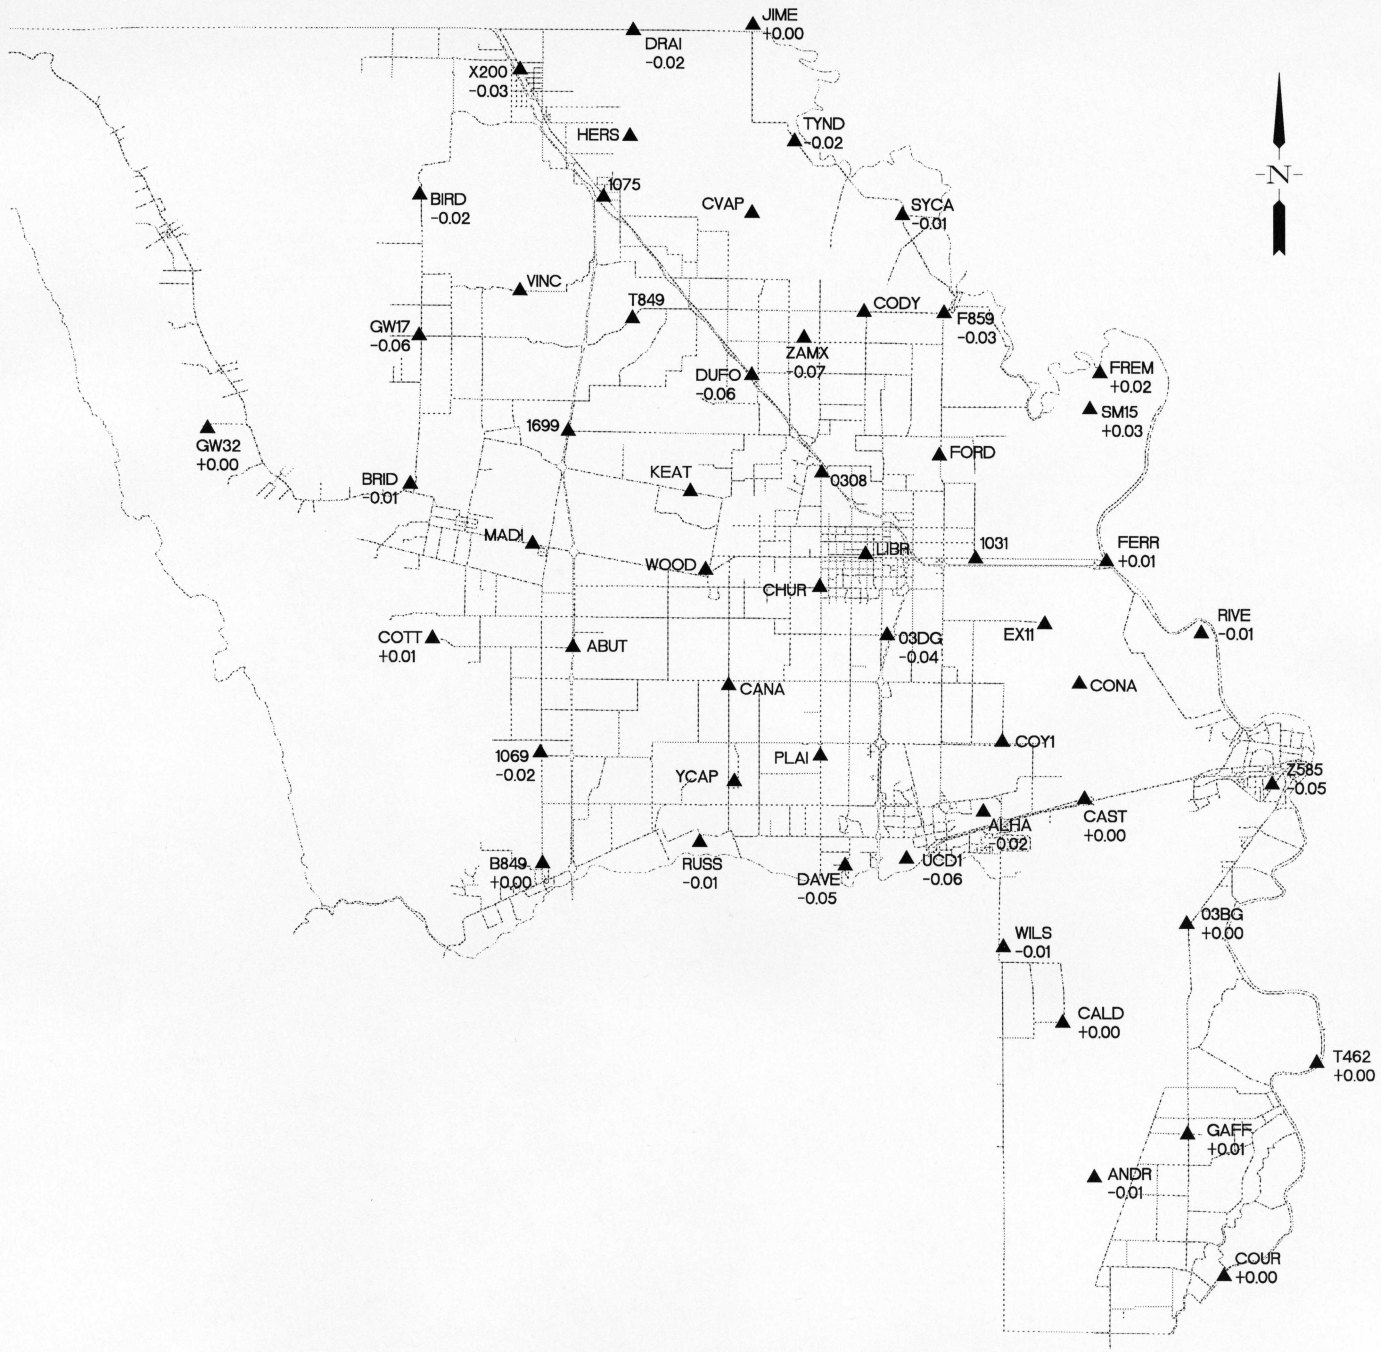 JIME
+0.00
DRAI
-0.02
X200
-0.03
HERS
TYND
-0.02
-N-
1075
BIRD
-0.02
CVAP
SYCA
-0.01
VINC
T849
CODY
F859
-0.03
GW17
-0.06
ZAMX
-0.07
DUFO
-0.06
FREM
+0.02
SM15
+0.03
1699
GW32
+0.00
FORD
KEAT
0308
BRID
-0.01
MADI
LIBR
1031
FERR
+0.01
WOOD
CHUR
RIVE
-0.01
COTT
+0.01
ABUT
03DG
-0.04
EX11
CANA
CONA
COY1
1069
-0.02
PLAI
YCAP
Z585
-0.05
CAST
+0.00
ALHA
-0.02
B849
+0.00
RUSS
-0.01
DAVE
-0.05
UCD1
-0.06
03BG
+0.00
WILS
-0.01
CALD
+0.00
T462
+0.00
GAFF
+0.01
ANDR
-0.01
COUR
+0.00